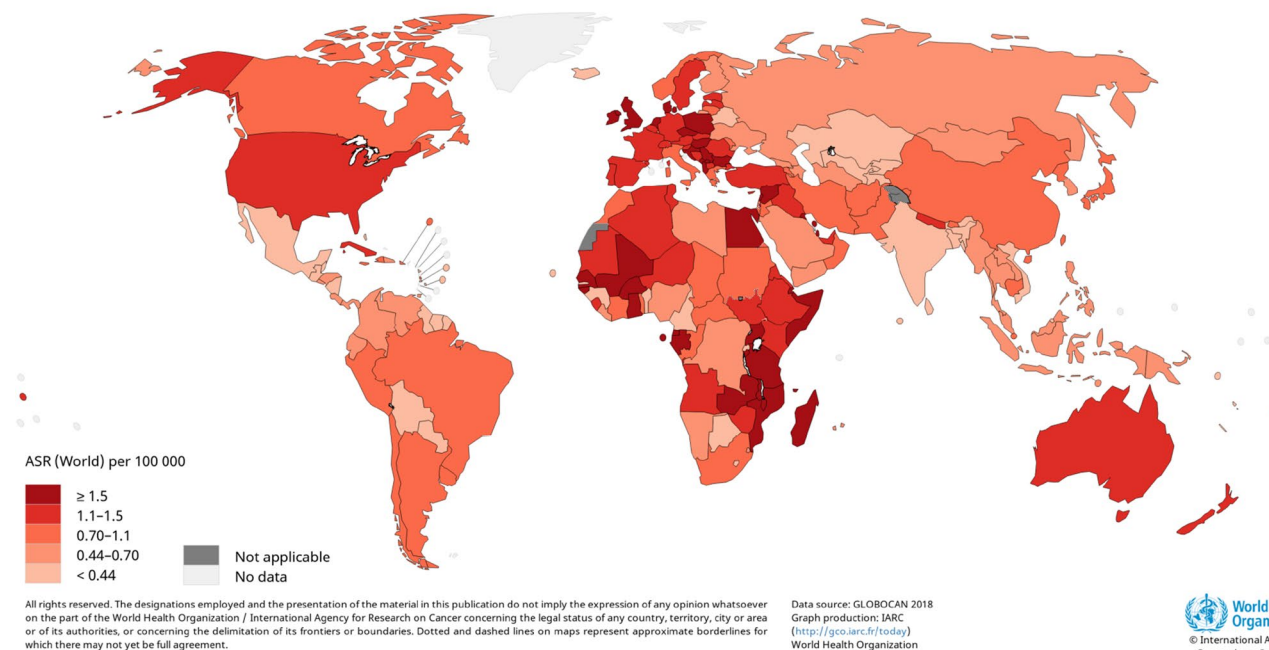 ASR (World) per 100 000
≥ 1.5
1.1–1.5
0.70–1.1
0.44–0.70
< 0.44
Not applicable
No data
All rights reserved. The designations employed and the presentation of the material in this publication do not imply the expression of any opinion whatsoever
on the part of the World Health Organization / International Agency for Research on Cancer concerning the legal status of any country, territory, city or area
or of its authorities, or concerning the delimitation of its frontiers or boundaries. Dotted and dashed lines on maps represent approximate borderlines for
which there may not yet be full agreement.
Data source: GLOBOCAN 2018
Graph production: IARC
(http://gco.iarc.fr/today)
World Health Organization
World
Organ
© International A